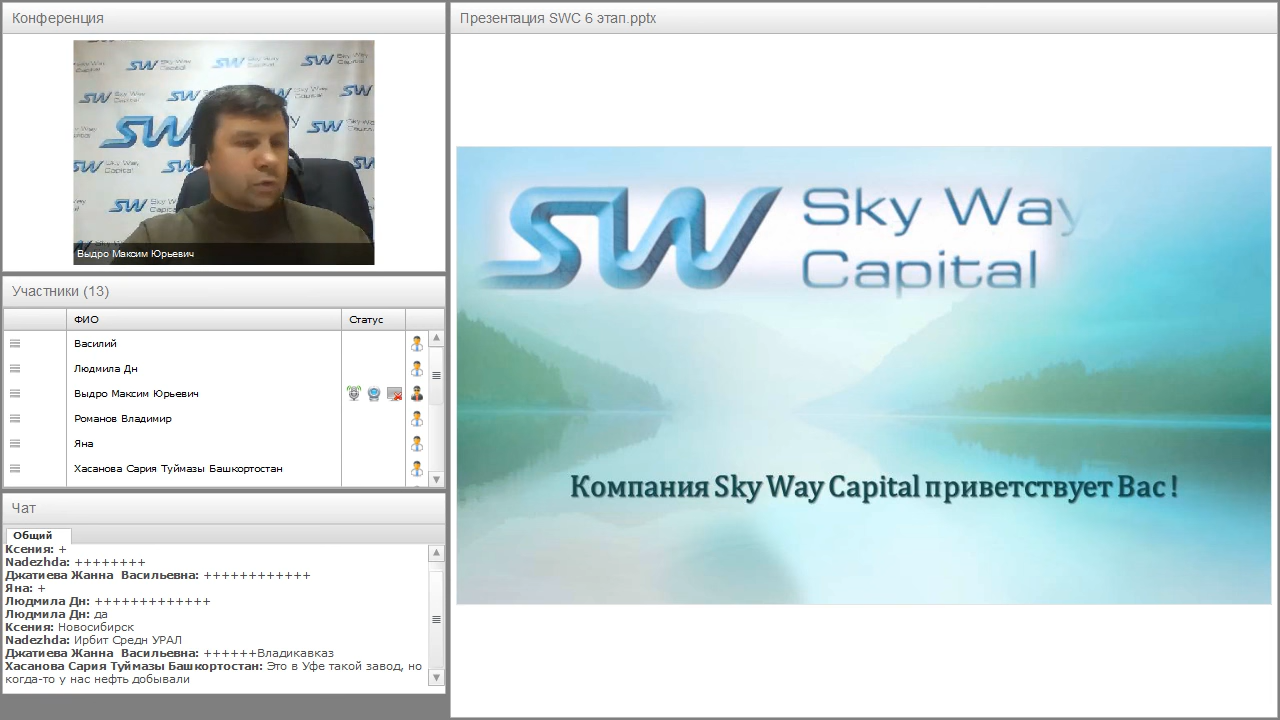 Конференция
Sky Way
Capital
Выдро Максим Юрьевич
Участники (13)
ФИО
Статус
Василий
Людмила Дн
Выдро Максим Юрьевич
Романов Владимир
Яна
Хасанова Сария Туймазы Башкортостан
Чат
Общий
Ксения: +
Nadezhda: ++++++++
Джатиева Жанна Васильевна: ++++++++++++
Яна: +
Людмила Дн: +++++++++++++
Людмила Дн: да
Ксения: Новосибирск
Nadezhda: Ирбит Средн УРАЛ
Джатиева Жанна Васильевна: ++++++Владикавказ
Хасанова Сария Туймазы Башкортостан: Это в Уфе такой завод, но
когда-то у нас нефть добывали
Презентация SWC 6 этап.pptx
SW Sky Way
Capital
Компания Sky Way Capital приветствует Вас !